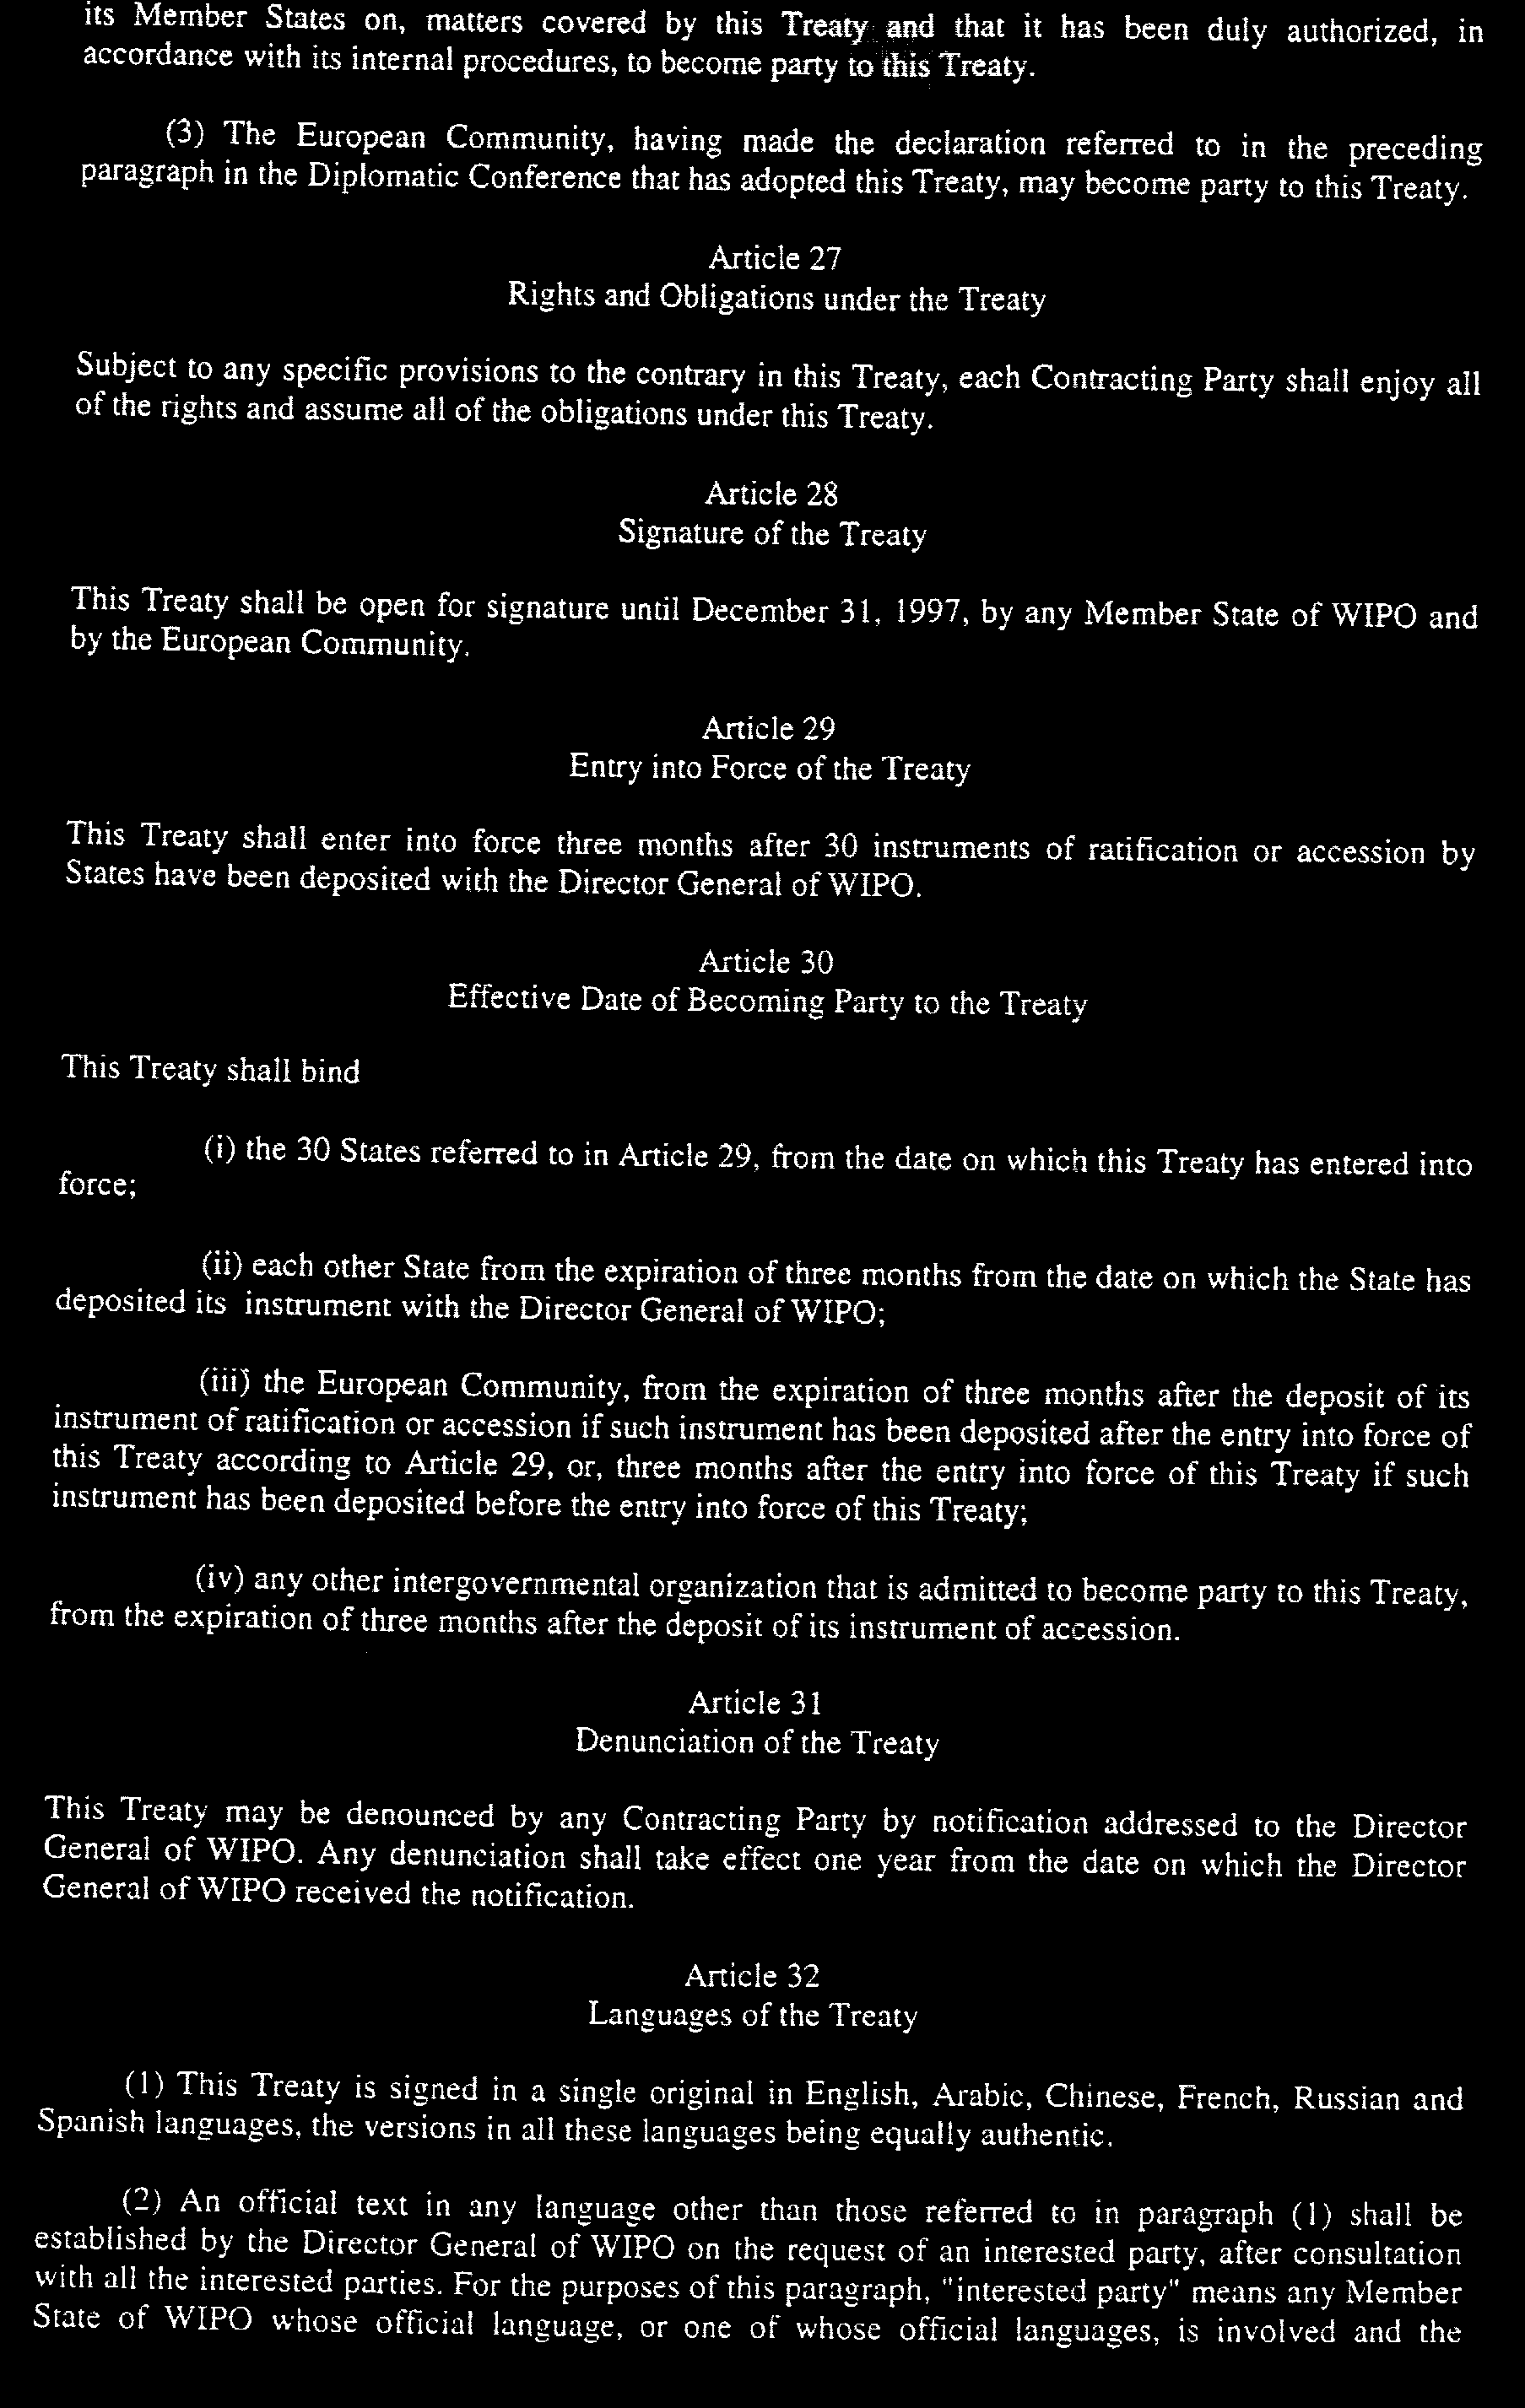 its Member States on, matters covered by this Treaty and that it has been duly authorized, in
accordance with its internal procedures, to become party to this Treaty.
(3) The European Community, having made the declaration referred to in the preceding
paragraph in the Diplomatic Conference that has adopted this Treaty, may become party to this Treaty.
Article 27
Rights and Obligations under the Treaty
Subject to any specific provisions to the contrary in this Treaty, each Contracting Party shall enjoy all
of the rights and assume all of the obligations under this Treaty.
Article 28
Signature of the Treaty
This Treaty shall be open for signature until December 31, 1997, by any Member State of WIPO and
by the European Community.
Article 29
Entry into Force of the Treaty
This Treaty shall enter into force three months after 30 instruments of ratification or accession by
States have been deposited with the Director General of WIPO.
Article 30
Effective Date of Becoming Party to the Treaty
This Treaty shall bind
(i) the 30 States referred to in Article 29, from the date on which this Treaty has entered into
force;
(ii) each other State from the expiration of three months from the date on which the State has
deposited its instrument with the Director General of WIPO;
(iii) the European Community, from the expiration of three months after the deposit of its
instrument of ratification or accession if such instrument has been deposited after the entry into force of
this Treaty according to Article 29, or, three months after the entry into force of this Treaty if such
instrument has been deposited before the entry into force of this Treaty;
(iv) any other intergovernmental organization that is admitted to become party to this Treaty,
from the expiration of three months after the deposit of its instrument of accession.
Article 31
Denunciation of the Treaty
This Treaty may be denounced by any Contracting Party by notification addressed to the Director
General of WIPO. Any denunciation shall take effect one year from the date on which the Director
General of WIPO received the notification.
Article 32
Languages of the Treaty
(1) This Treaty is signed in a single original in English, Arabic, Chinese, French, Russian and
Spanish languages, the versions in all these languages being equally authentic.
(2) An official text in any language other than those referred to in paragraph (1) shall be
established by the Director General of WIPO on the request of an interested party, after consultation
with all the interested parties. For the purposes of this paragraph, "interested party" means any Member
State of WIPO whose official language, or one of whose official languages, is involved and the